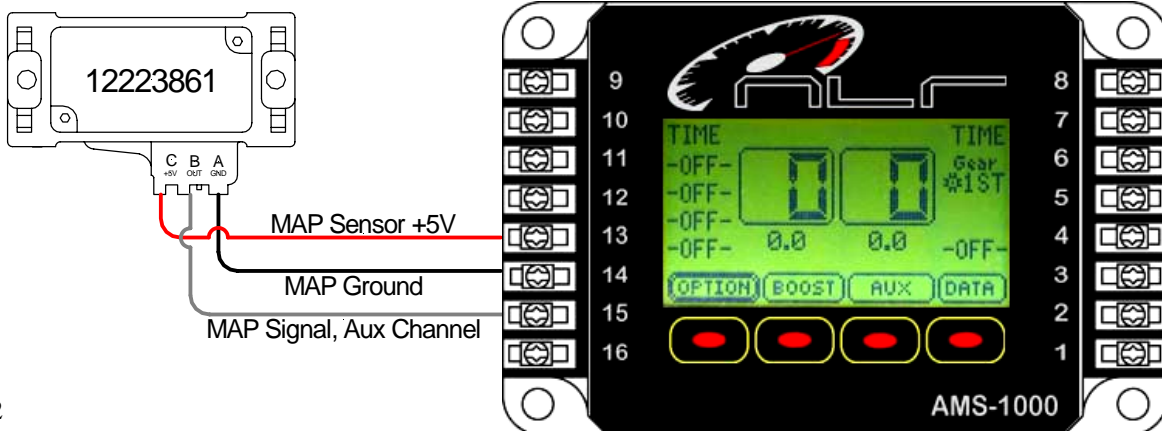 12223861
C B A
+5V OUT GND
MAP Sensor +5V
MAP Ground
MAP Signal, Aux Channel
9
10
11
12
13
14
15
16
TIME TIME
-OFF-
-OFF-
-OFF-
-OFF-
0 0
0.0 0.0
Gear
1ST
-OFF-
OPTION BOOST AUX DATA
8
7
6
5
4
3
2
1
AMS-1000